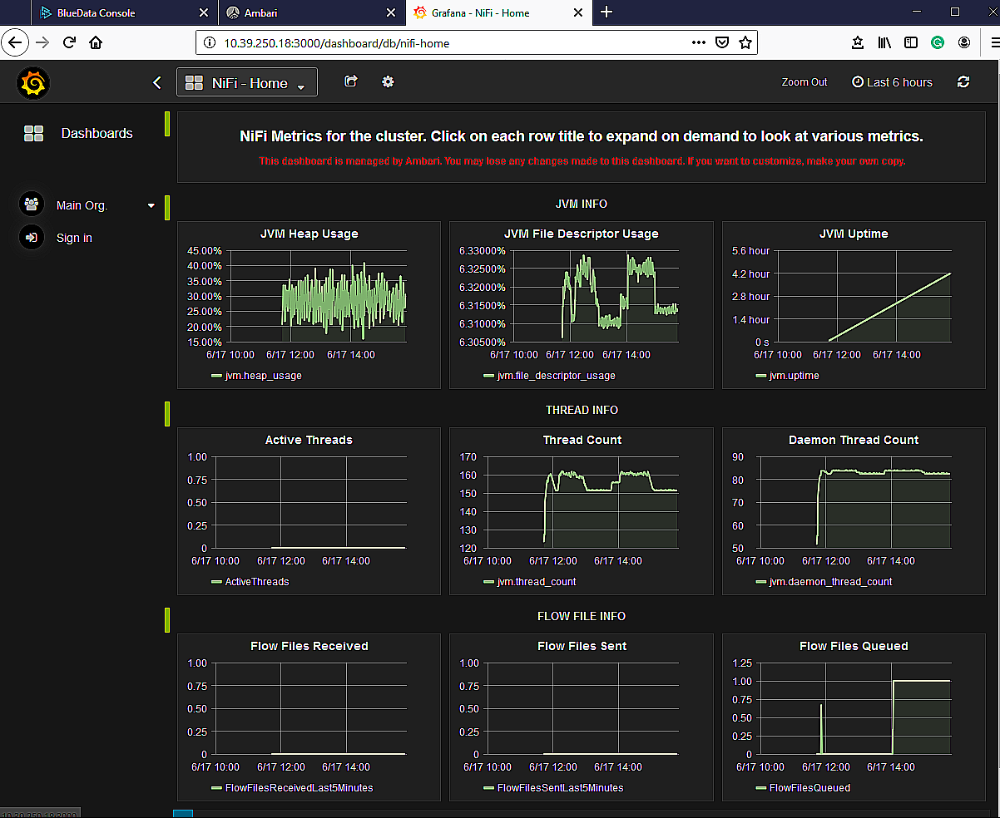 BlueData Console
Ambari
Grafana - NiFi - Home
10.39.250.18:3000/dashboard/db/nifi-home
NiFi - Home
Zoom Out
Last 6 hours
Dashboards
Main Org.
Sign in
NiFi Metrics for the cluster. Click on each row title to expand on demand to look at various metrics.
This dashboard is managed by Ambari. You may lose any changes made to this dashboard. If you want to customize, make your own copy.
JVM INFO
JVM Heap Usage
45.00%
40.00%
35.00%
30.00%
25.00%
20.00%
15.00%
6/17 10:00 6/17 12:00 6/17 14:00
jvm.heap_usage
JVM File Descriptor Usage
6.33000%
6.32500%
6.32000%
6.31500%
6.31000%
6.30500%
6/17 10:00 6/17 12:00 6/17 14:00
jvm.file_descriptor_usage
JVM Uptime
5.6 hour
4.2 hour
2.8 hour
1.4 hour
0 s
6/17 10:00 6/17 12:00 6/17 14:00
jvm.uptime
THREAD INFO
Active Threads
1.00
0.75
0.50
0.25
0
6/17 10:00 6/17 12:00 6/17 14:00
ActiveThreads
Thread Count
170
160
150
140
130
120
6/17 10:00 6/17 12:00 6/17 14:00
jvm.thread_count
Daemon Thread Count
90
80
70
60
50
6/17 10:00 6/17 12:00 6/17 14:00
jvm.daemon_thread_count
FLOW FILE INFO
Flow Files Received
1.00
0.75
0.50
0.25
0
6/17 10:00 6/17 12:00 6/17 14:00
FlowFilesReceivedLast5Minutes
Flow Files Sent
1.00
0.75
0.50
0.25
0
6/17 10:00 6/17 12:00 6/17 14:00
FlowFilesSentLast5Minutes
Flow Files Queued
1.25
1.00
0.75
0.50
0.25
0
6/17 10:00 6/17 12:00 6/17 14:00
FlowFilesQueued